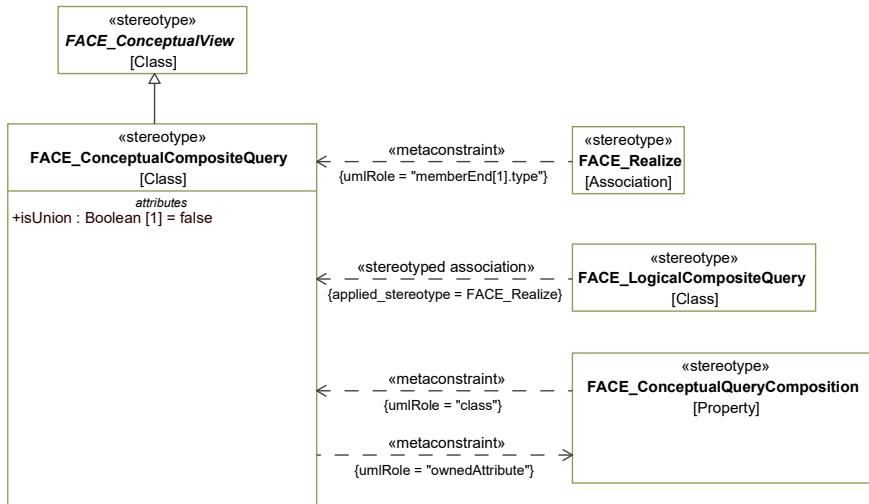 «stereotype»
FACE_ConceptualView
[Class]
«stereotype»
FACE_ConceptualCompositeQuery
[Class]
attributes
+isUnion : Boolean [1] = false
«metaconstraint»
{umlRole = "memberEnd[1].type"}
«stereotype»
FACE_Realize
[Association]
«stereotyped association»
{applied_stereotype = FACE_Realize}
«stereotype»
FACE_LogicalCompositeQuery
[Class]
«metaconstraint»
{umlRole = "class"}
«stereotype»
FACE_ConceptualQueryComposition
[Property]
«metaconstraint»
{umlRole = "ownedAttribute"}